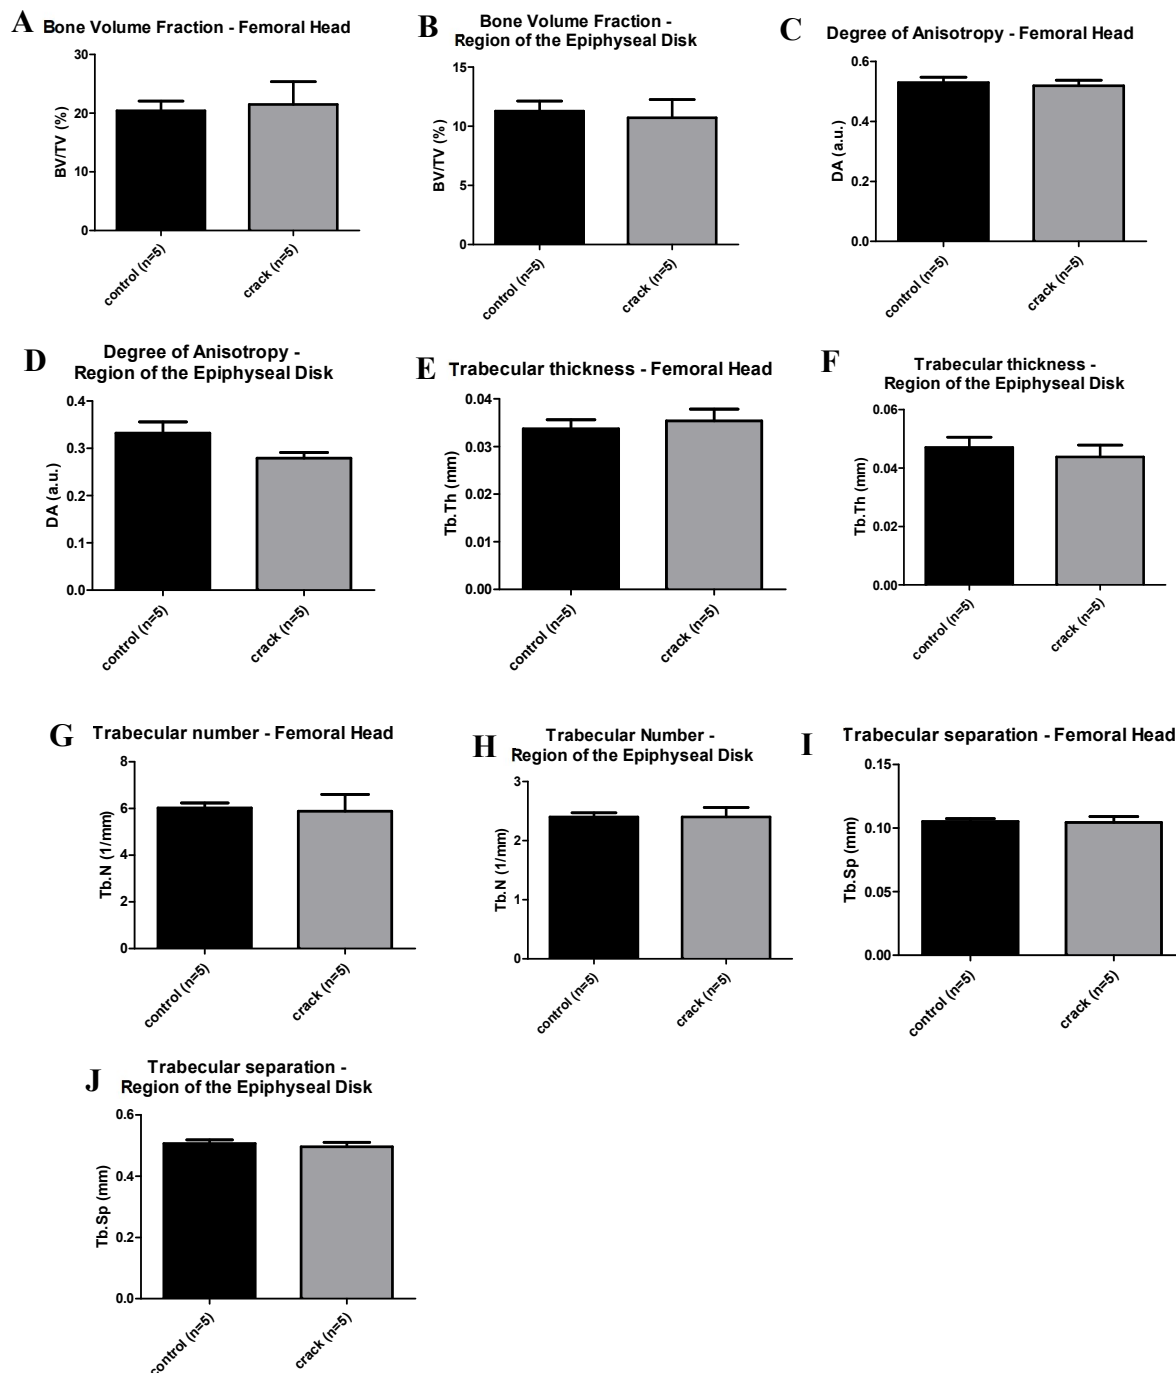 A Bone Volume Fraction - Femoral Head
30
20
10
0
BV/TV (%)
control (n=5)
crack (n=5)
B Bone Volume Fraction -
Region of the Epiphyseal Disk
15
10
5
0
BV/TV (%)
control (n=5)
crack (n=5)
C Degree of Anisotropy - Femoral Head
0.6
0.4
0.2
0.0
DA (a.u.)
control (n=5)
crack (n=5)
D Degree of Anisotropy -
Region of the Epiphyseal Disk
0.4
0.3
0.2
0.1
0.0
DA (a.u.)
control (n=5)
crack (n=5)
E Trabecular thickness - Femoral Head
0.04
0.03
0.02
0.01
0.00
Tb.Th (mm)
control (n=5)
crack (n=5)
F Trabecular thickness -
Region of the Epiphyseal Disk
0.06
0.04
0.02
0.00
Tb.Th (mm)
control (n=5)
crack (n=5)
G Trabecular number - Femoral Head
8
6
4
2
0
Tb.N (1/mm)
control (n=5)
crack (n=5)
H Trabecular Number -
Region of the Epiphyseal Disk
3
2
1
0
Tb.N (1/mm)
control (n=5)
crack (n=5)
I Trabecular separation - Femoral Head
0.15
0.10
0.05
0.00
Tb.Sp (mm)
control (n=5)
crack (n=5)
J Trabecular separation -
Region of the Epiphyseal Disk
0.6
0.4
0.2
0.0
Tb.Sp (mm)
control (n=5)
crack (n=5)